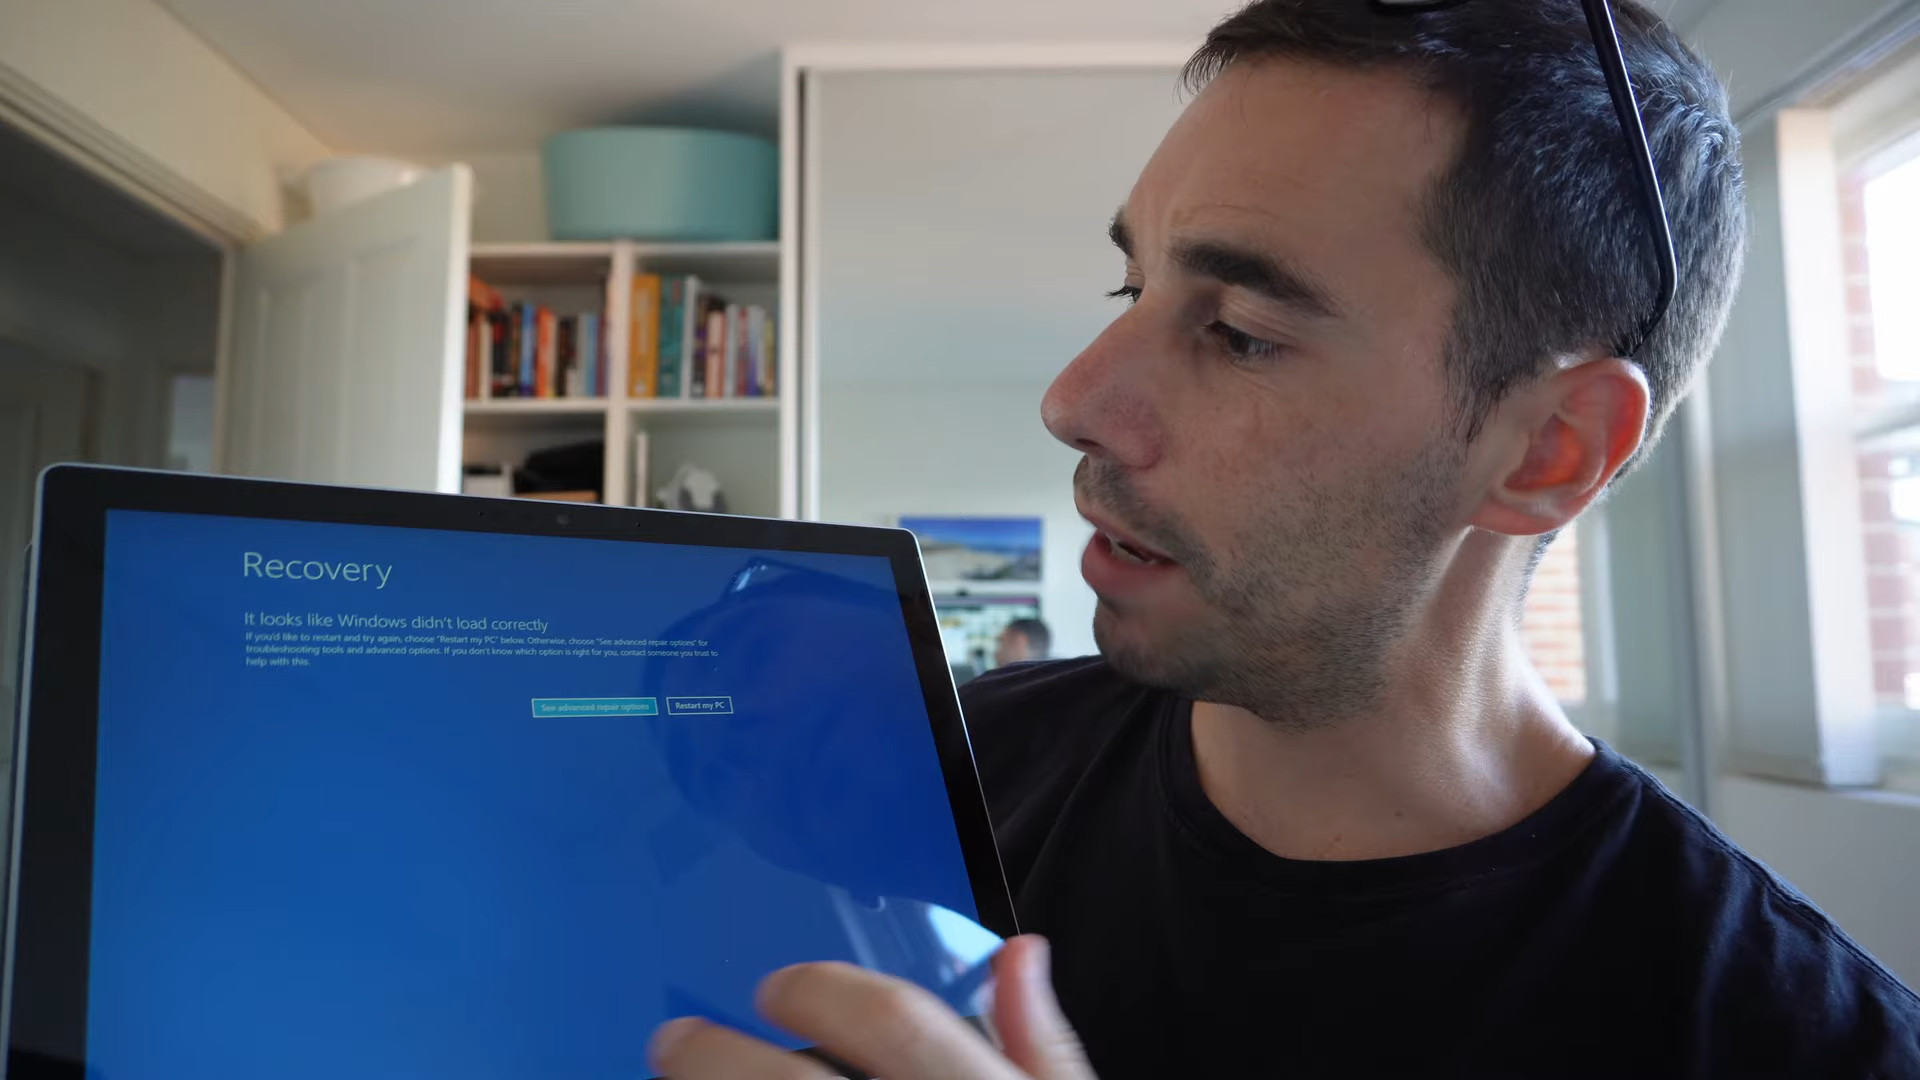 Recovery
It looks like Windows didn't load correctly
If you'd like to restart and try again, choose "Restart my PC" below. Otherwise, choose "See advanced repair options" for
troubleshooting tools and advanced options. If you don't know which option is right for you, contact someone you trust to
help with this.
See advanced repair options
Restart my PC